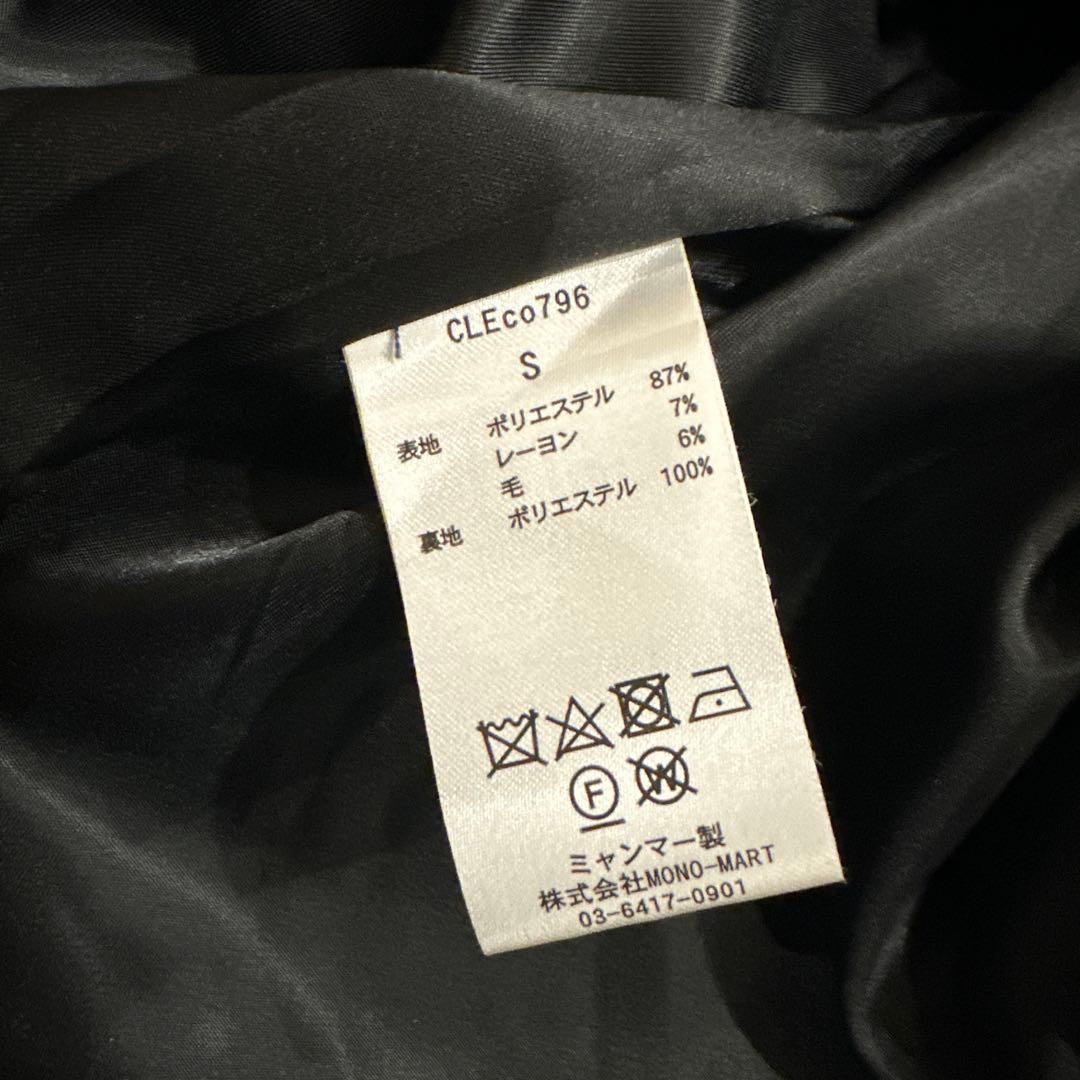 CLEco796
S
表地 ポリエステル 87%
レーヨン 7%
毛 6%
裏地 ポリエステル 100%
F
W
ミャンマー製
株式会社MONO-MART
03-6417-0901